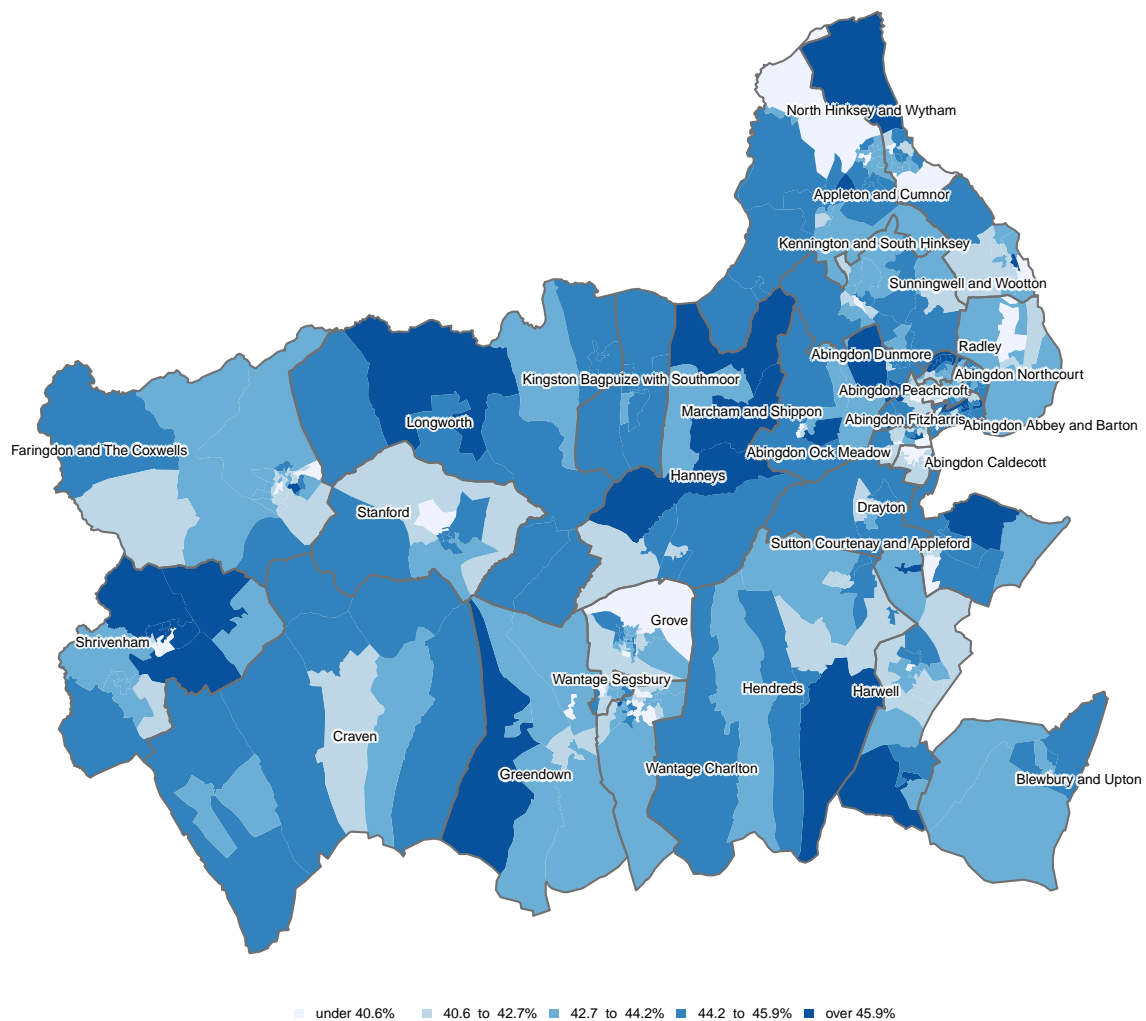 North Hinksey and Wytham
Appleton and Cumnor
Kennington and South Hinksey
Sunningwell and Wootton
Radley
Abingdon Dunmore
Abingdon Northcourt
Kingston Bagpuize with Southmoor
Abingdon Peachcroft
Marcham and Shippon
Longworth
Abingdon Fitzharris
Abingdon Abbey and Barton
Faringdon and The Coxwells
Abingdon Ock Meadow
Abingdon Caldecott
Hanneys
Stanford
Drayton
Sutton Courtenay and Appleford
Grove
Shrivenham
Wantage Segsbury
Hendreds
Harwell
Craven
Greendown
Wantage Charlton
Blewbury and Upton
under 40.6% 40.6 to 42.7% 42.7 to 44.2% 44.2 to 45.9% over 45.9%